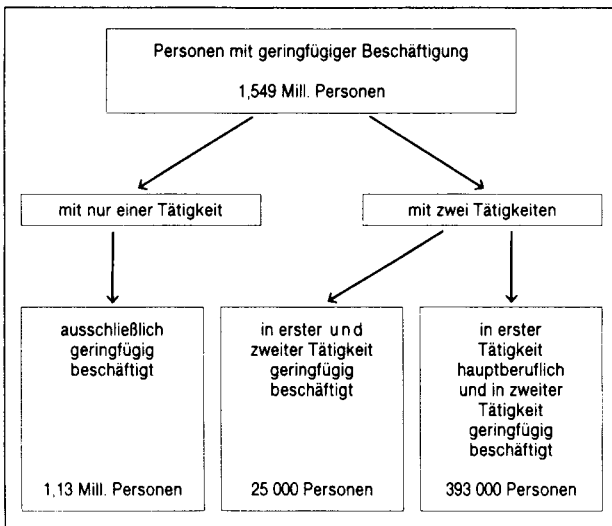 Personen mit geringfügiger Beschäftigung
1,549 Mill. Personen
mit nur einer Tätigkeit
mit zwei Tätigkeiten
ausschließlich
geringfügig
beschäftigt
1,13 Mill. Personen
in erster und
zweiter Tätigkeit
geringfügig
beschäftigt
25 000 Personen
in erster
Tätigkeit
hauptberuflich
und in zweiter
Tätigkeit
geringfügig
beschäftigt
393 000 Personen